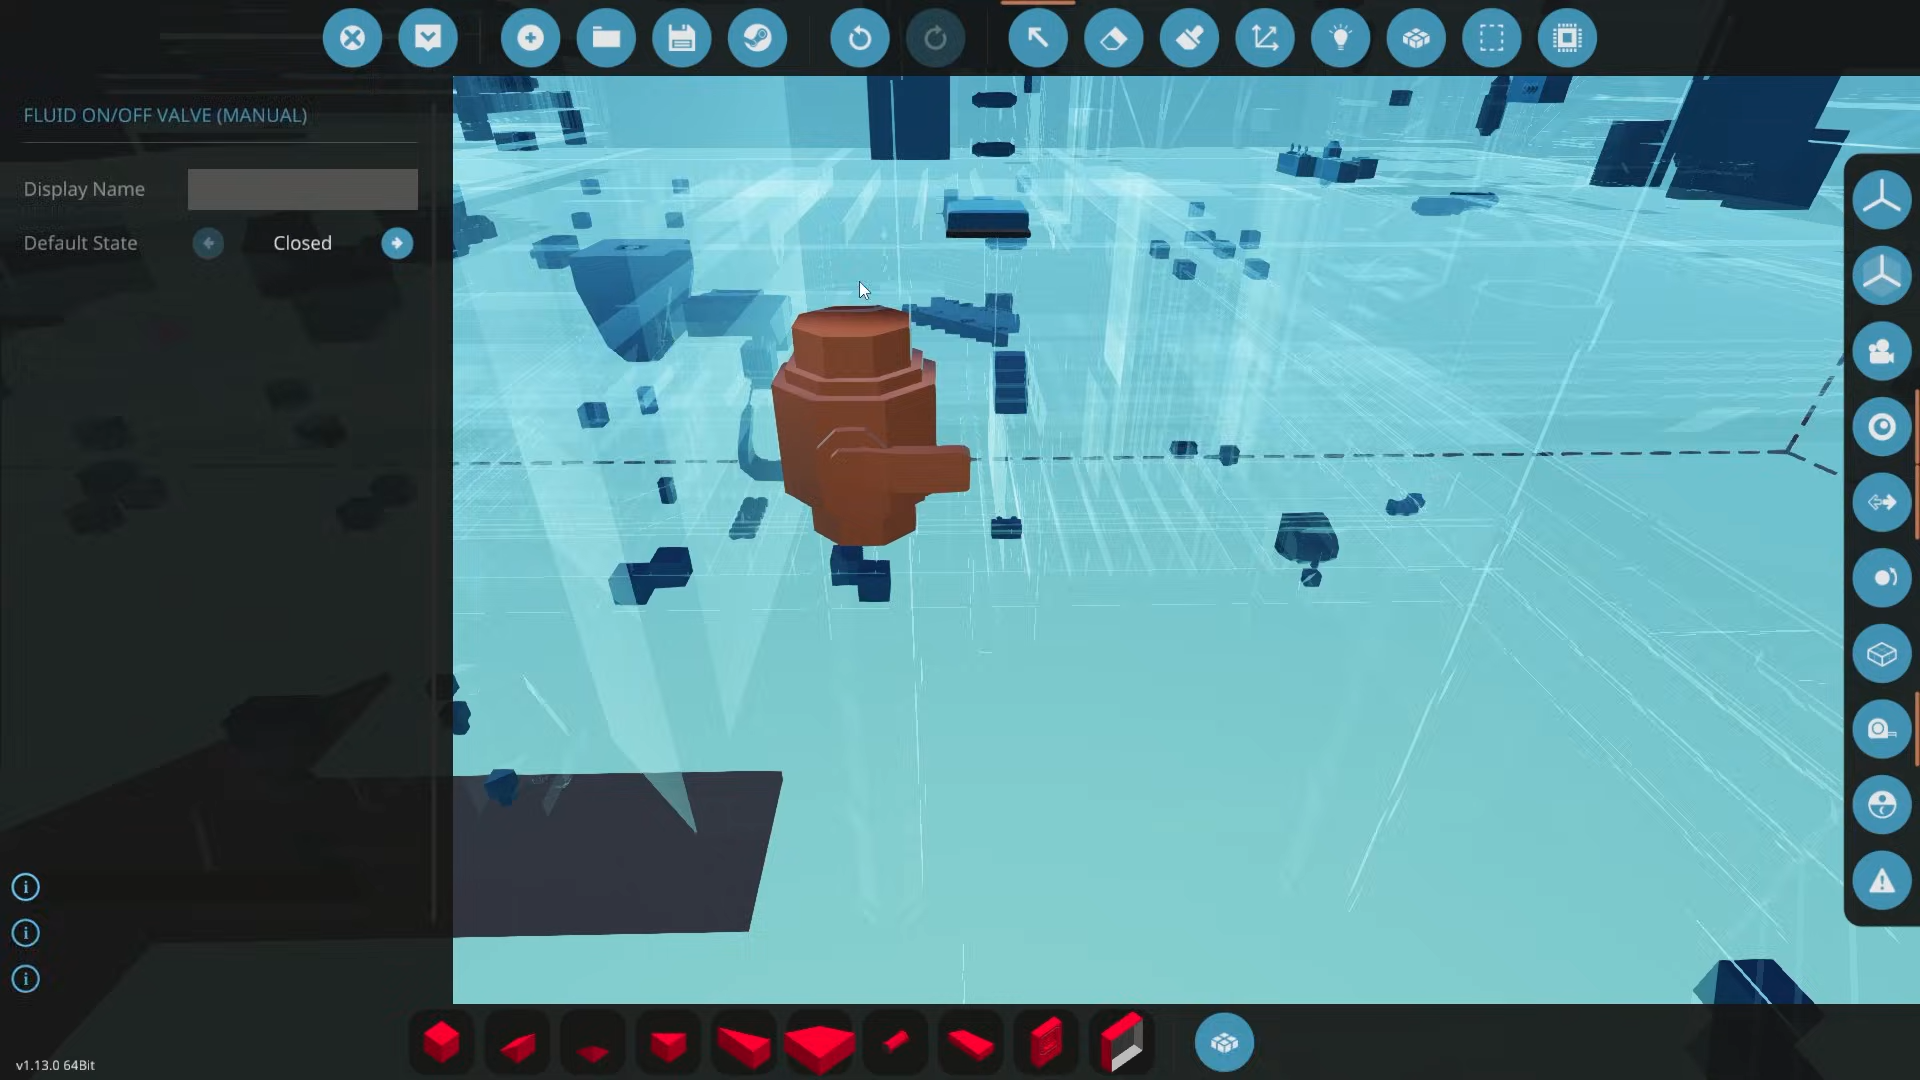 FLUID ON/OFF VALVE (MANUAL)
Display Name
Default State
Closed
v1.13.0 64Bit